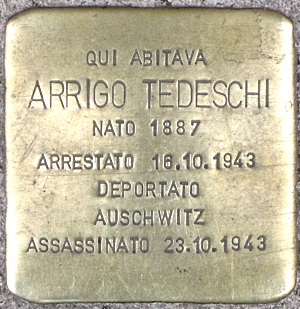 QUI ABITAVA
ARRIGO TEDESCHI
NATO 1887
ARRESTATO 16.10.1943
DEPORTATO
AUSCHWITZ
ASSASSINATO 23.10.1943